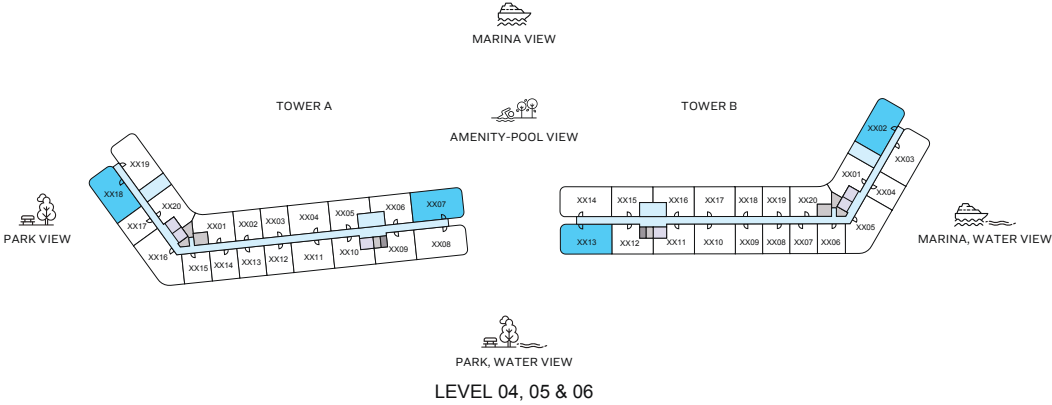 MARINA VIEW
TOWER A
TOWER B
AMENITY-POOL VIEW
XX02
XX03
XX01
XX04
XX05
XX19
XX18
XX20
XX17
XX16
XX01
XX02
XX03
XX04
XX05
XX06
XX07
XX15
XX14
XX13
XX12
XX11
XX10
XX09
XX08
XX14
XX15
XX16
XX17
XX18
XX19
XX20
XX13
XX12
XX11
XX10
XX09
XX08
XX07
XX06
PARK VIEW
MARINA, WATER VIEW
PARK, WATER VIEW
LEVEL 04, 05 & 06